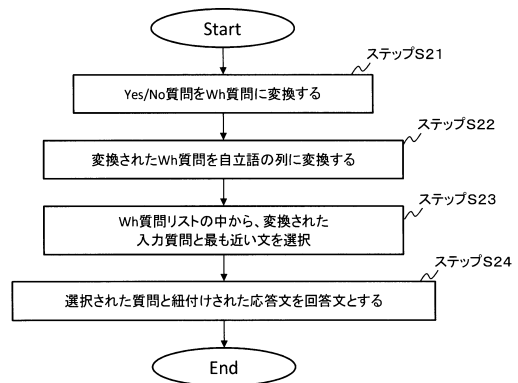 Start
ステップS21
Yes/No質問をWh質問に変換する
ステップS22
変換されたWh質問を自立語の列に変換する
ステップS23
Wh質問リストの中から、変換された
入力質問と最も近い文を選択
ステップS24
選択された質問と紐付けされた応答文を回答文とする
End